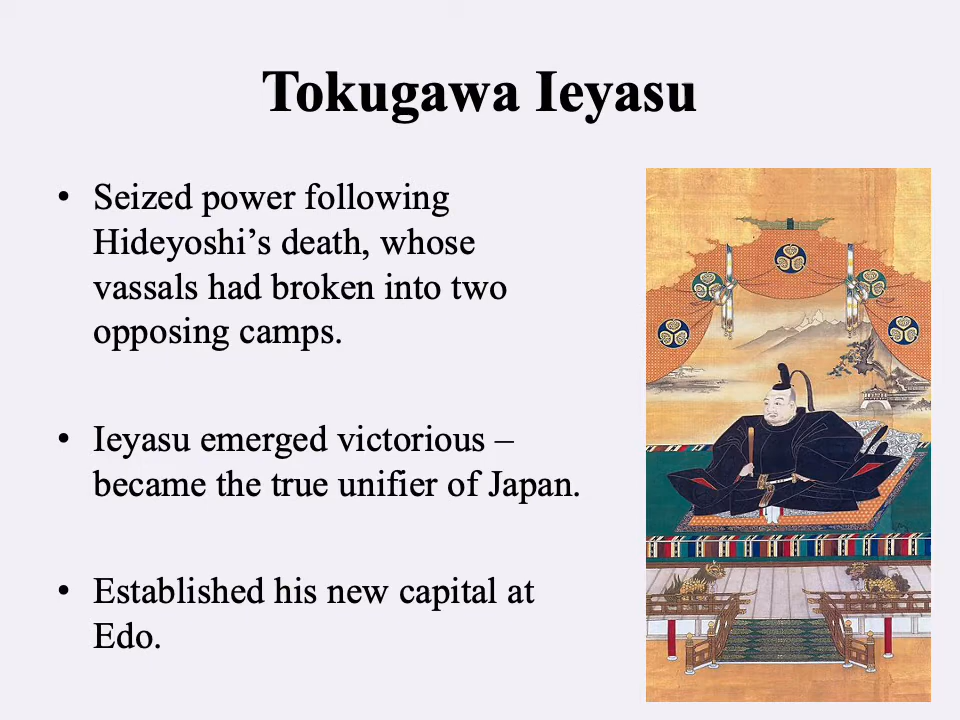 Tokugawa Ieyasu
• Seized power following
Hideyoshi’s death, whose
vassals had broken into two
opposing camps.
• Ieyasu emerged victorious –
became the true unifier of Japan.
• Established his new capital at
Edo.